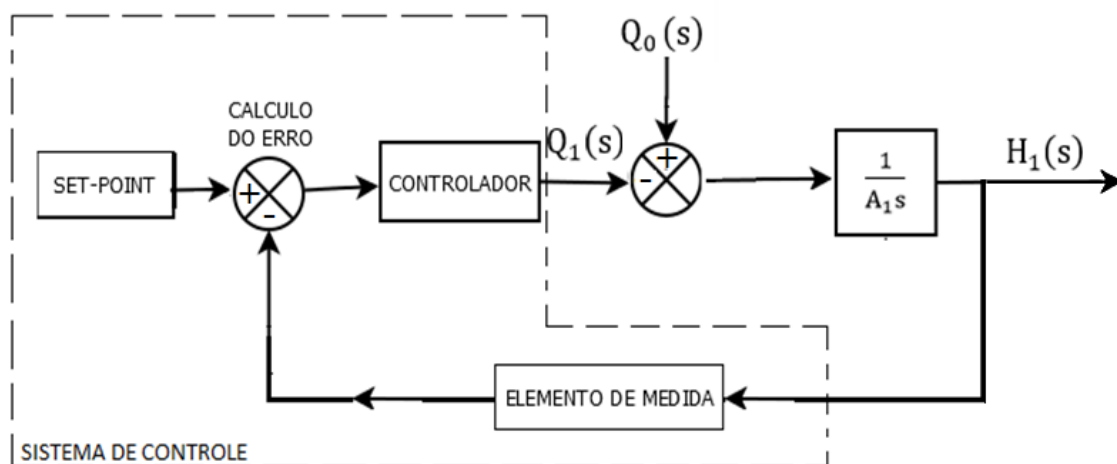 Q₀ (s)
CALCULO
DO ERRO
SET-POINT
+
-
CONTROLADOR
Q₁(s)
+
-
1
A₁s
H₁(s)
ELEMENTO DE MEDIDA
SISTEMA DE CONTROLE